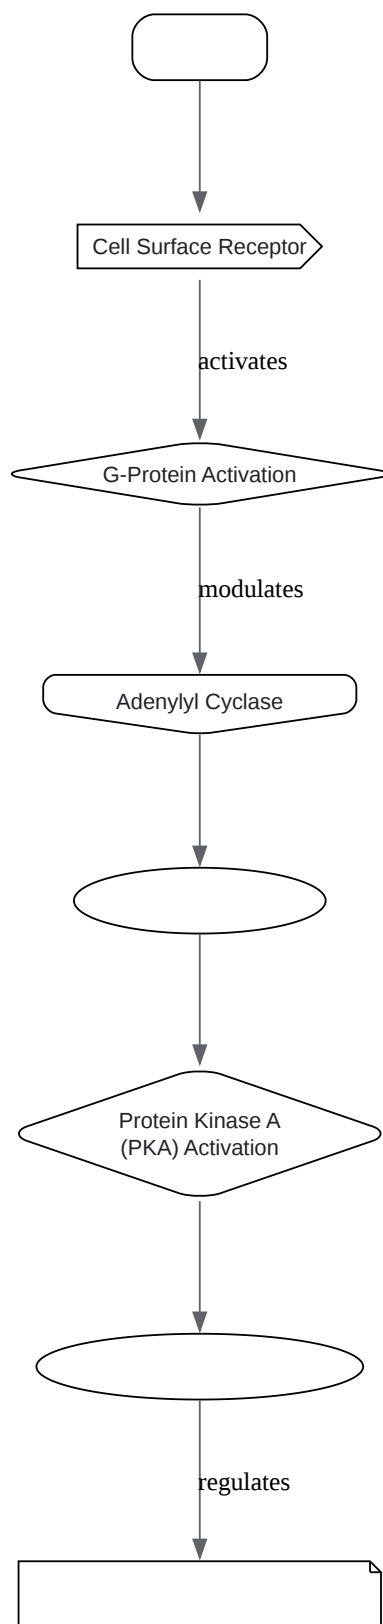 Cell Surface Receptor
activates
G-Protein Activation
modulates
Adenylyl Cyclase
Protein Kinase A
(PKA) Activation
regulates